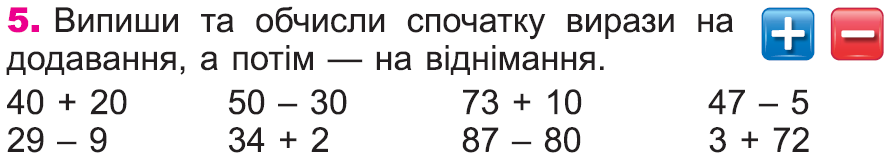 5. Випиши та обчисли спочатку вирази на
додавання, а потім — на віднімання.
40 + 20 50 – 30 73 + 10 47 – 5
29 – 9 34 + 2 87 – 80 3 + 72